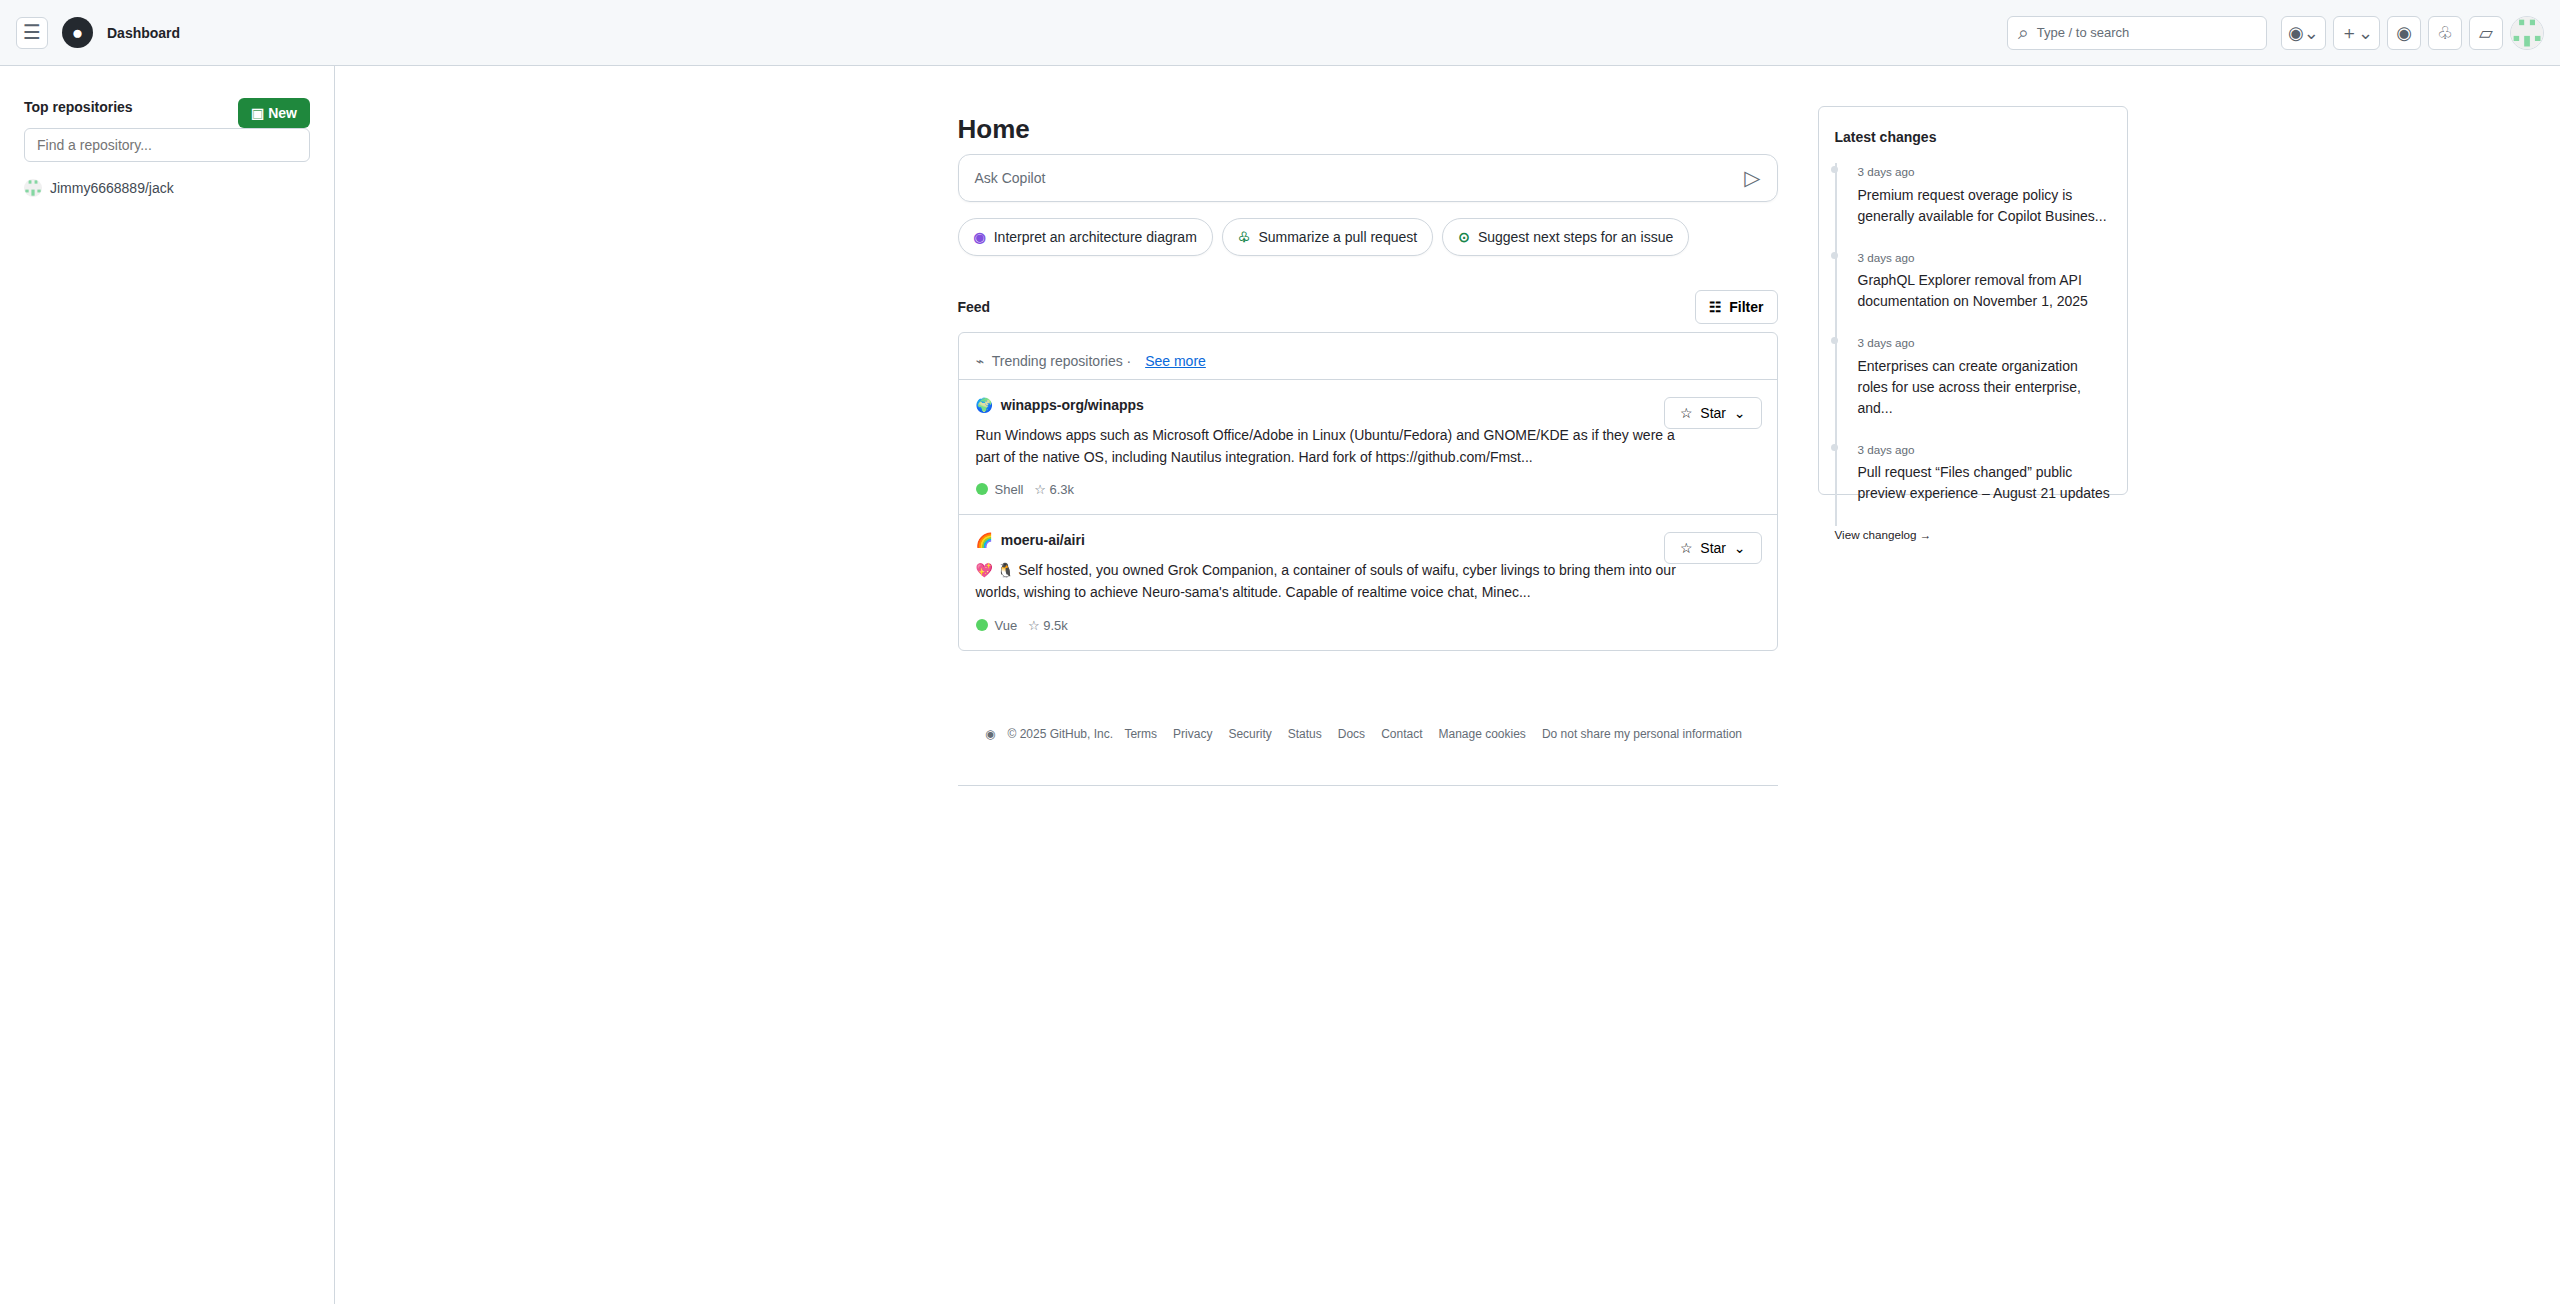 Dashboard
Type / to search
Top repositories
New
Find a repository...
Jimmy6668889/jack
Home
Ask Copilot
Interpret an architecture diagram
Summarize a pull request
Suggest next steps for an issue
Feed
Filter
Trending repositories · See more
winapps-org/winapps
Star
Run Windows apps such as Microsoft Office/Adobe in Linux (Ubuntu/Fedora) and GNOME/KDE as if they were a
part of the native OS, including Nautilus integration. Hard fork of https://github.com/Fmst...
Shell ☆ 6.3k
🌈 moeru-ai/airi
Star
💖 🐧 Self hosted, you owned Grok Companion, a container of souls of waifu, cyber livings to bring them into our
worlds, wishing to achieve Neuro-sama's altitude. Capable of realtime voice chat, Minec...
Vue ☆ 9.5k
Latest changes
3 days ago
Premium request overage policy is
generally available for Copilot Busines...
3 days ago
GraphQL Explorer removal from API
documentation on November 1, 2025
3 days ago
Enterprises can create organization
roles for use across their enterprise,
and...
3 days ago
Pull request “Files changed” public
preview experience – August 21 updates
View changelog →
© 2025 GitHub, Inc. Terms Privacy Security Status Docs Contact Manage cookies Do not share my personal information